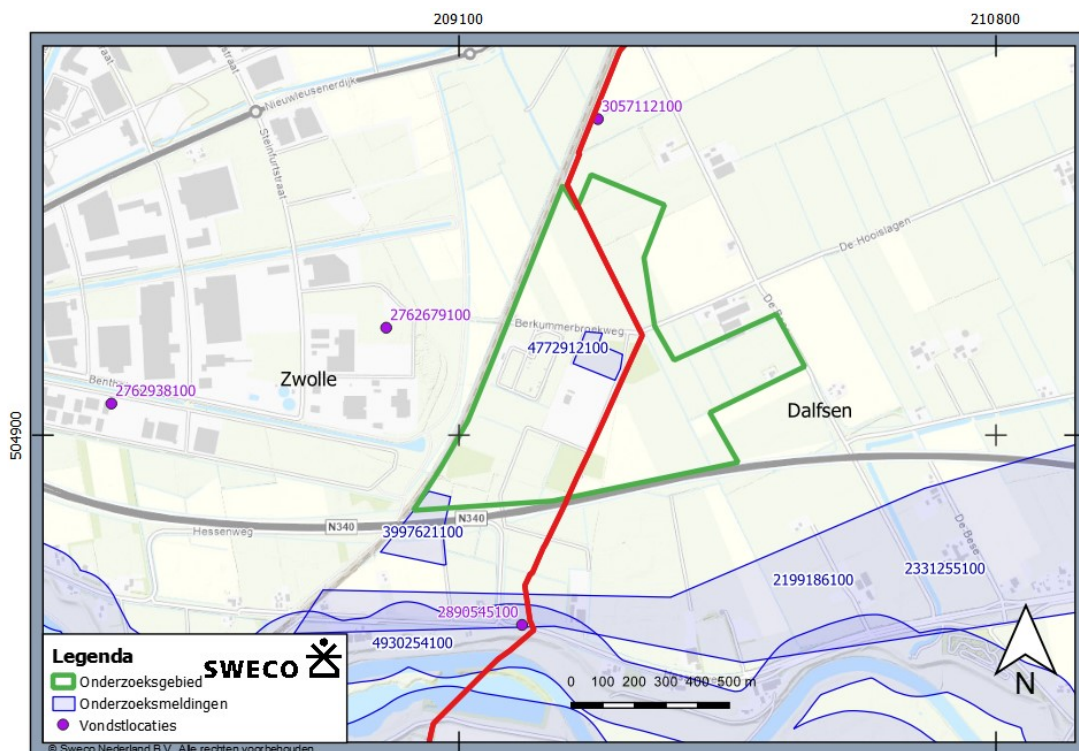 209100
210800
504900
Nieuwleusenerdijk
Steinfurtstraat
straat
3057112100
De Hooislagen
2762679100
Berkummerbroekweg
4772912100
2762938100
Zwolle
Dalfsen
N340
N340
Hessenweg
3997621100
De Bese
2331255100
2199186100
2890545100
4930254100
Legenda
SWECO
Onderzoeksgebied
Onderzoeksmeldingen
Vondstlocaties
0 100 200 300 400 500 m
N
© Sweco Nederland B.V. Alle rechten voorbehouden